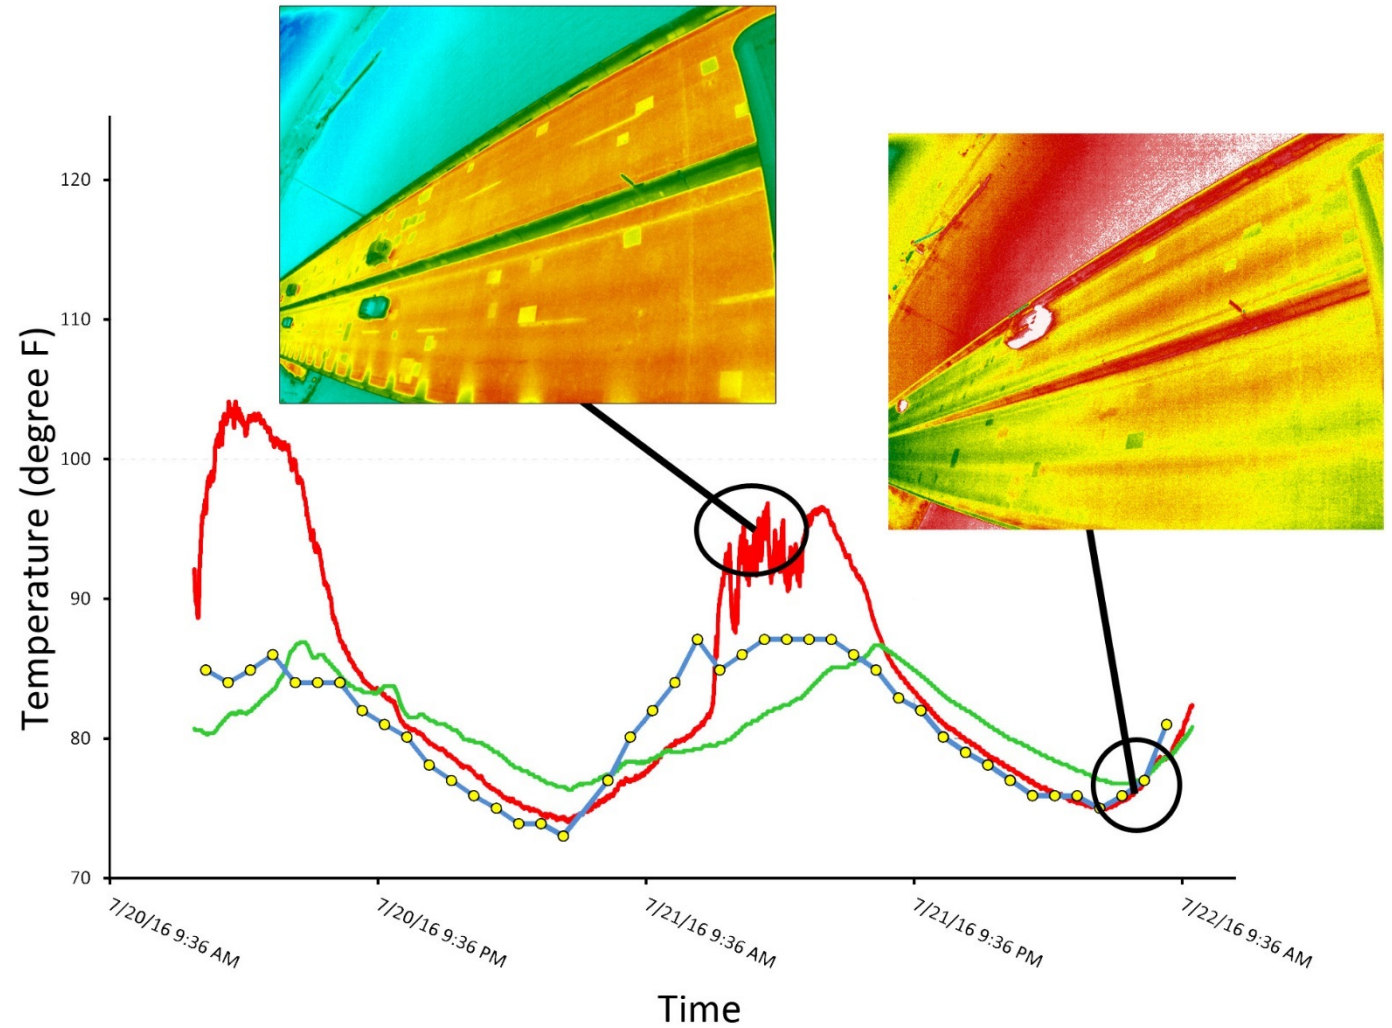 Temperature (degree F)
120
110
100
90
80
70
7/20/16 9:36 AM
7/20/16 9:36 PM
7/21/16 9:36 AM
7/21/16 9:36 PM
7/22/16 9:36 AM
Time